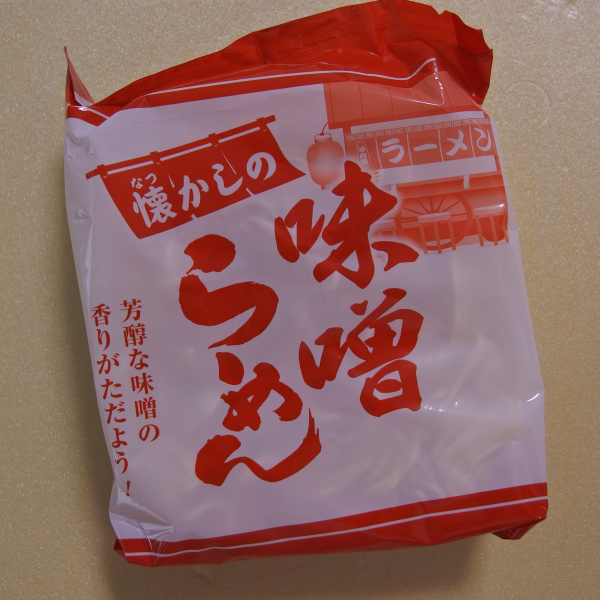 懐かしの
なつ
味噌
らーめん
芳醇な味噌の
香りがただよう!
ラーメン